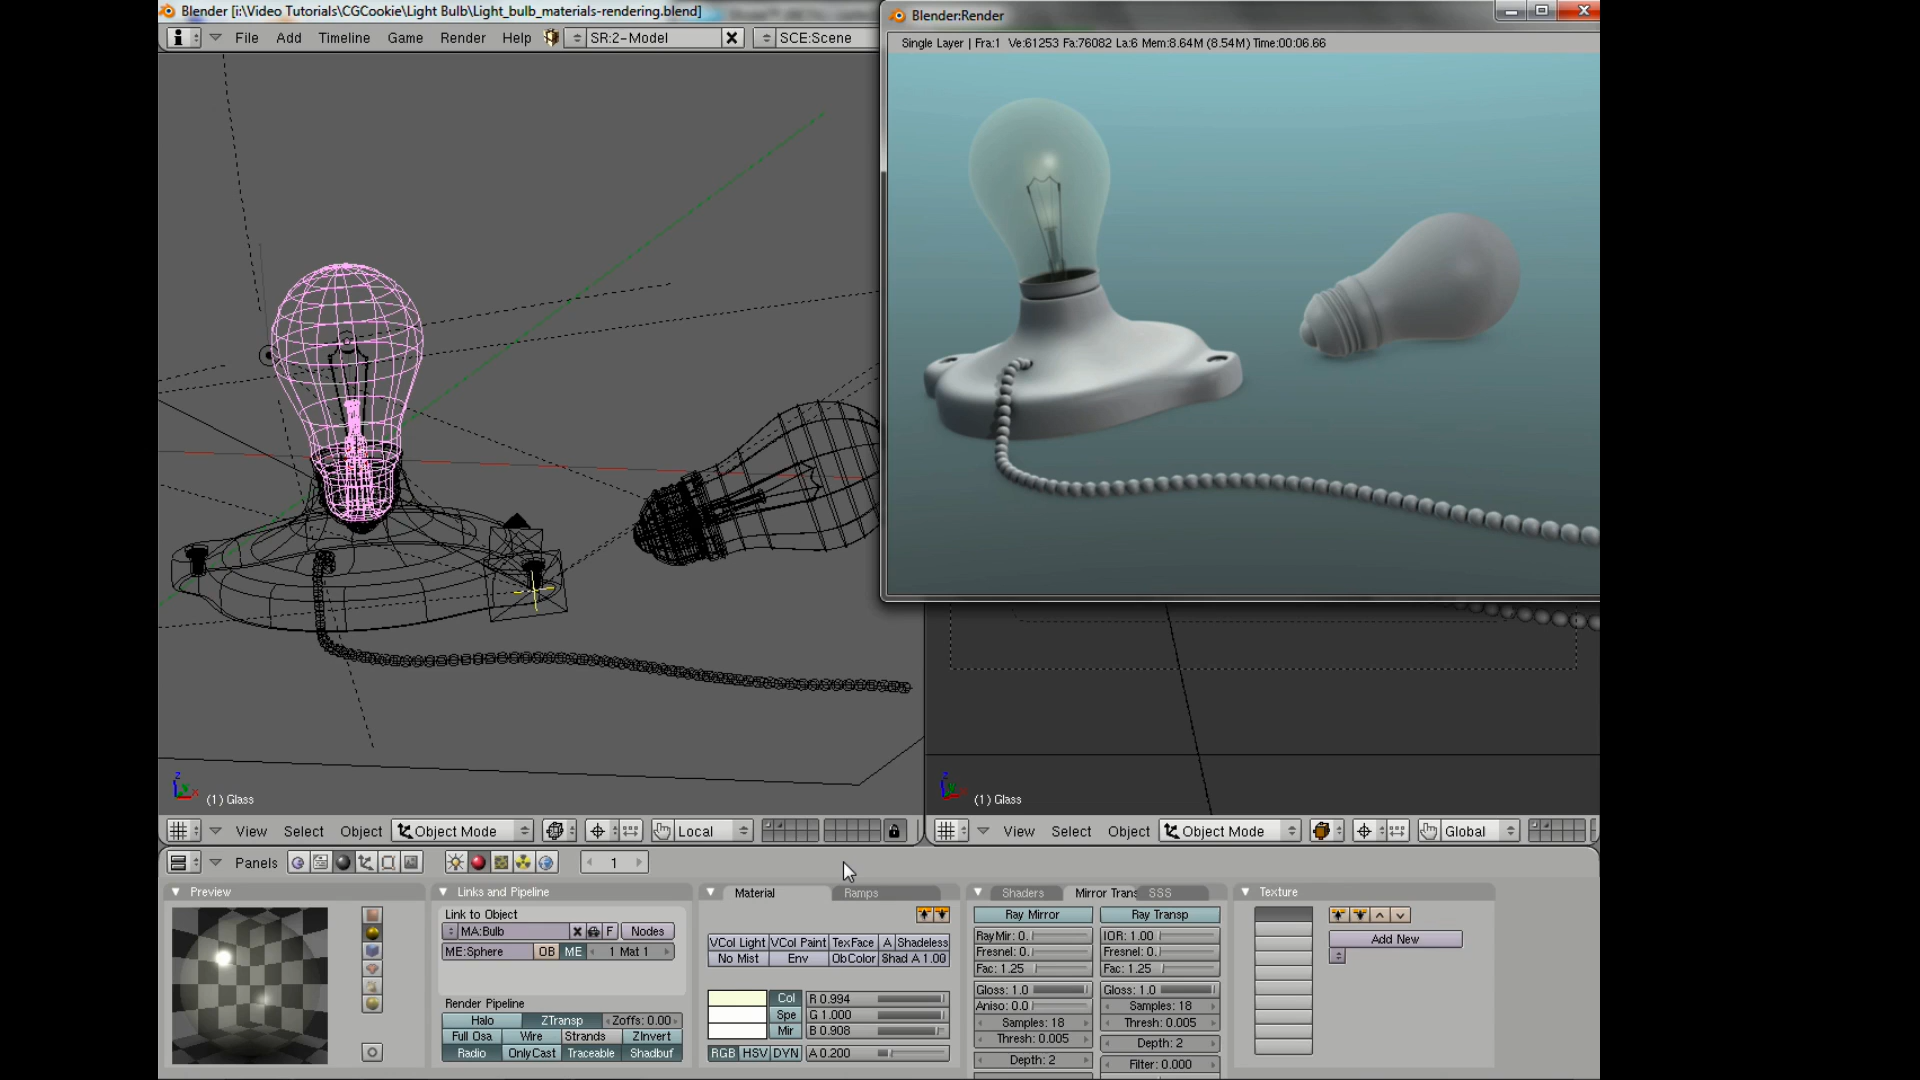 Blender [i:\Video Tutorials\CGCookie\Light Bulb\Light_bulb_materials-rendering.blend]
File Add Timeline Game Render Help SR:2-Model SCE:Scene
Blender:Render
Single Layer | Fra:1 Ve:61253 Fa:76082 La:6 Mem:8.64M (8.54M) Time:00:06.66
(1) Glass
(1) Glass
View Select Object Object Mode Local
View Select Object Object Mode Global
Panels 1
Preview
Links and Pipeline
Link to Object
MA:Bulb F Nodes
ME:Sphere OB ME 1 Mat 1
Render Pipeline
Halo ZTransp Zoffs: 0.00
Full Osa Wire Strands ZInvert
Radio OnlyCast Traceable Shadbuf
Material Ramps
VCol Light VCol Paint TexFace A Shadeless
No Mist Env ObColor Shad A 1.00
Col R 0.994
Spe G 1.000
Mir B 0.908
RGB HSV DYN A 0.200
Shaders Mirror Trans SSS
Ray Mirror Ray Transp
RayMir: 0. IOR: 1.00
Fresnel: 0. Fresnel: 0.
Fac: 1.25 Fac: 1.25
Gloss: 1.0 Gloss: 1.0
Aniso: 0.0 Samples: 18
Samples: 18 Thresh: 0.005
Thresh: 0.005 Depth: 2
Depth: 2 Filter: 0.000
Texture
Add New